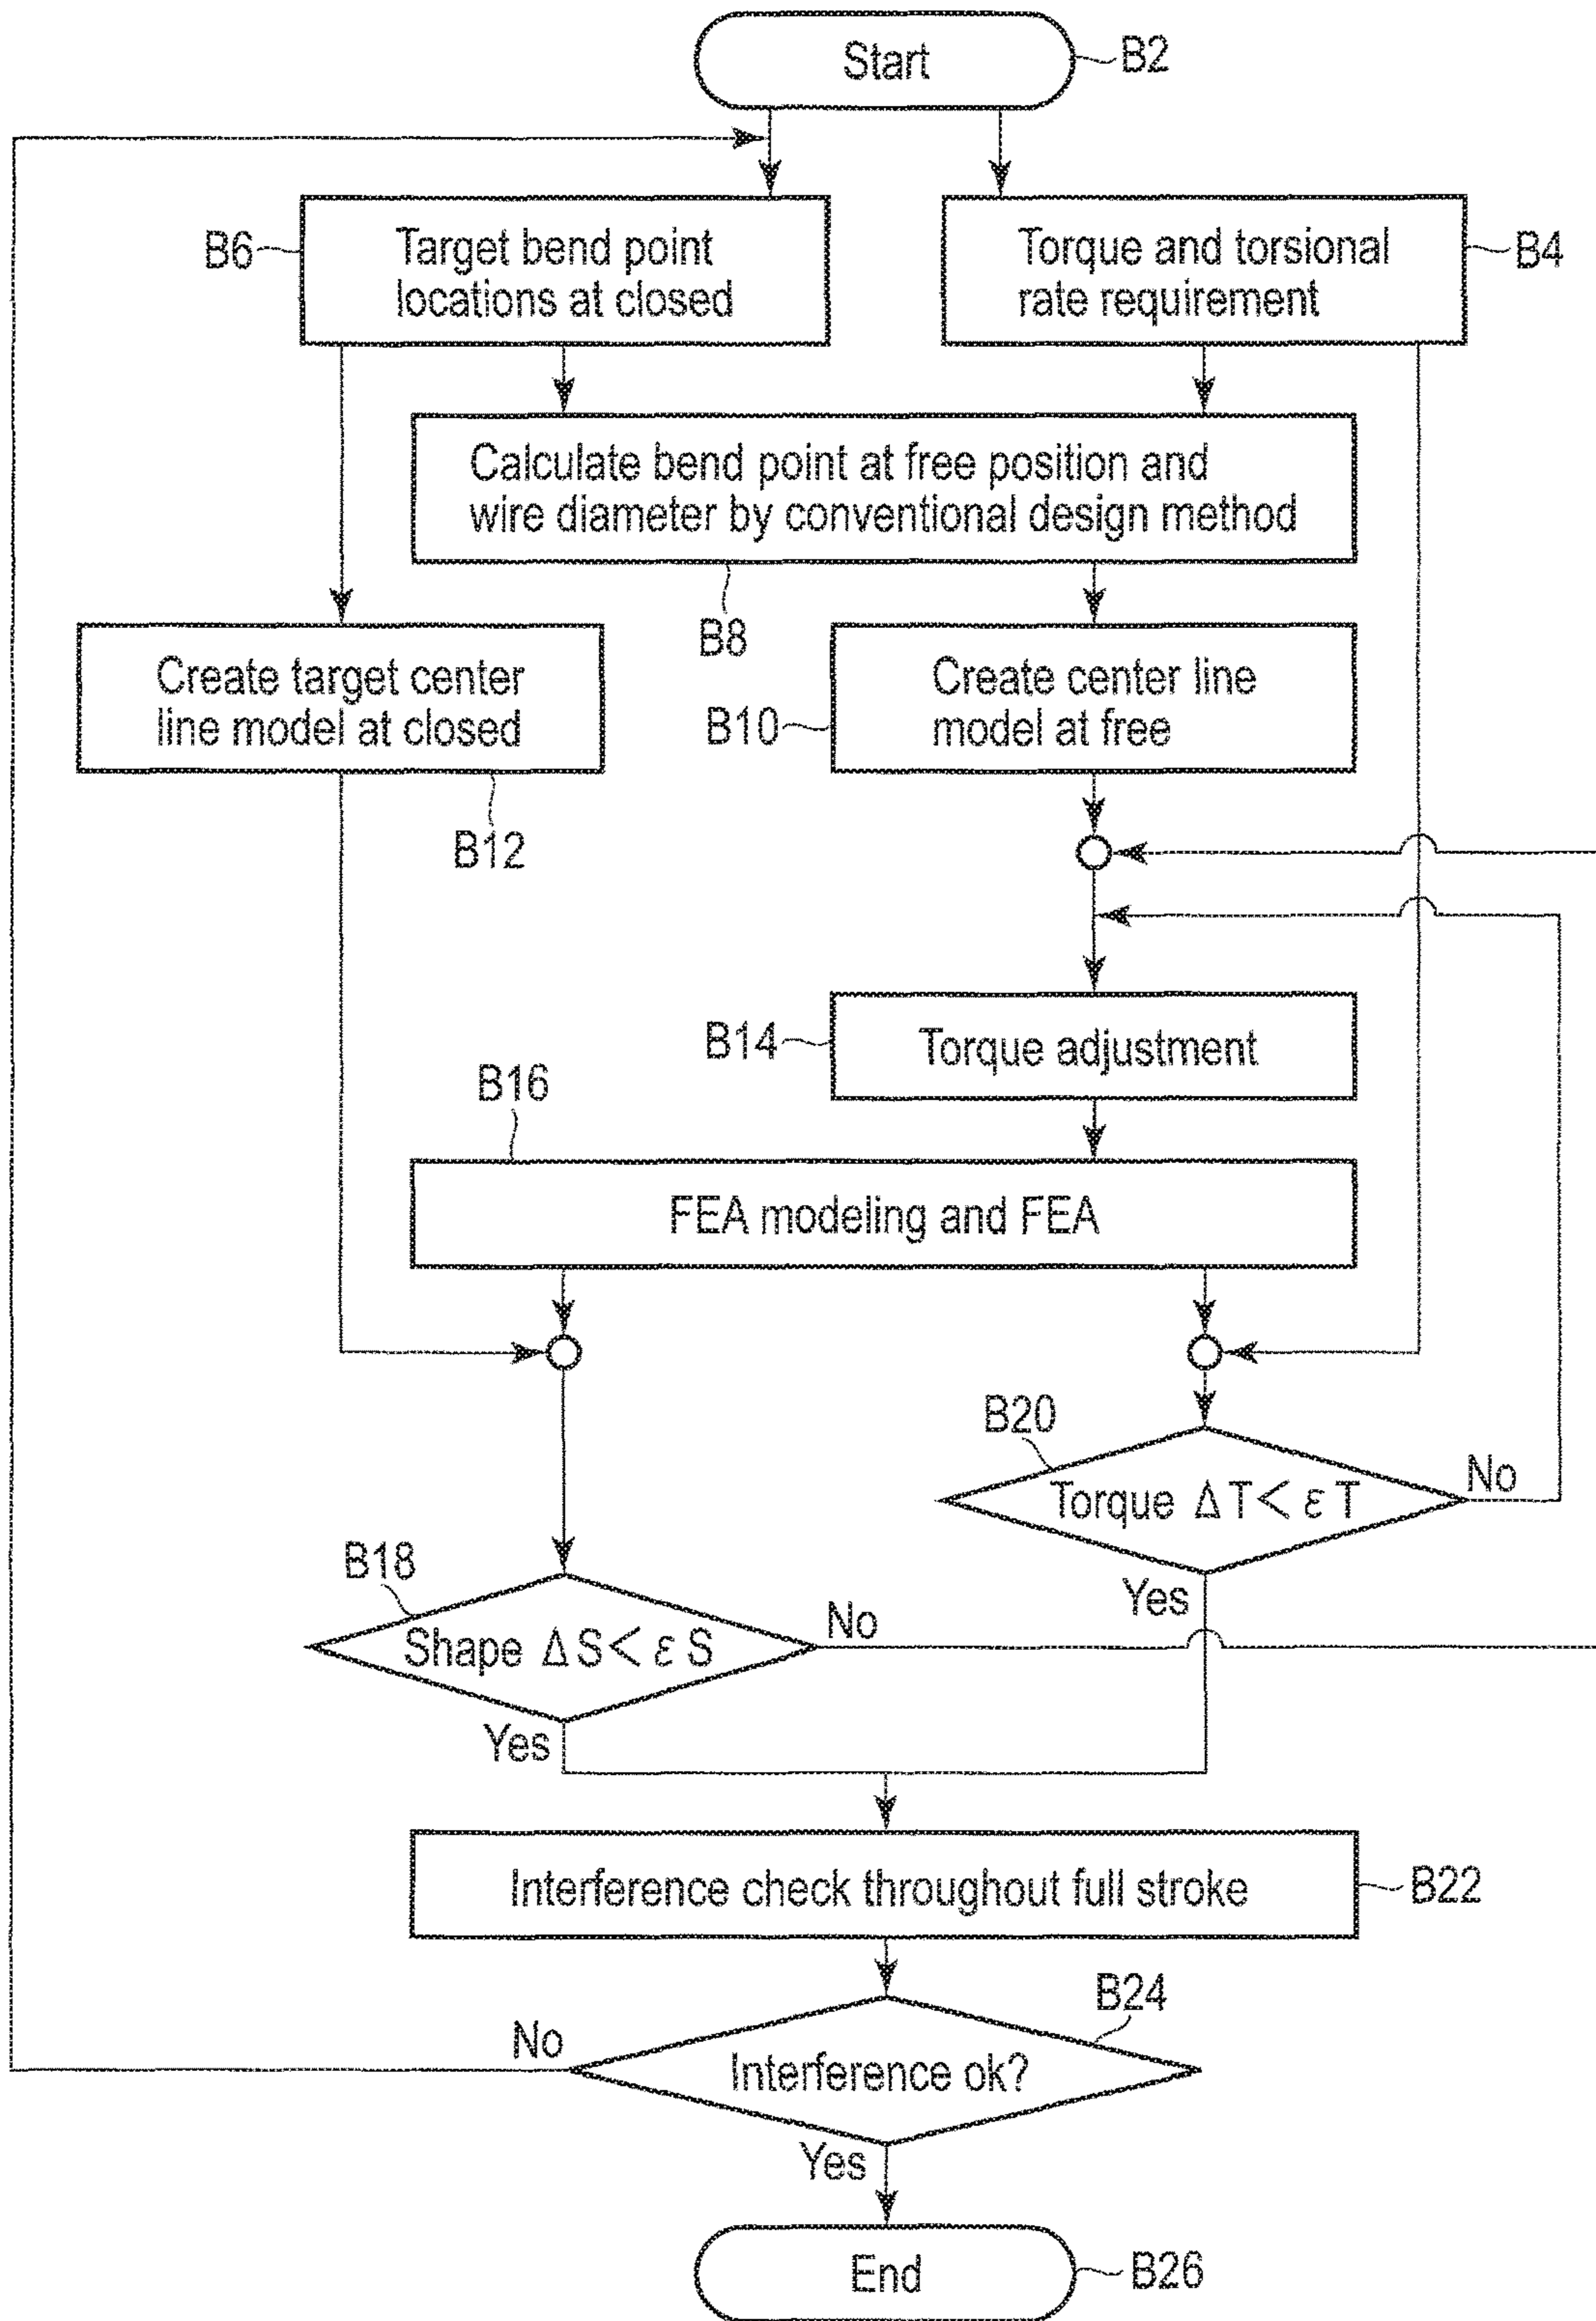 Start
B2
B6
Target bend point
locations at closed
Torque and torsional
rate requirement
B4
Calculate bend point at free position and
wire diameter by conventional design method
B8
Create target center
line model at closed
B12
B10
Create center line
model at free
B14
Torque adjustment
B16
FEA modeling and FEA
B20
Torque ΔT<εT
No
Yes
B18
Shape ΔS<εS
No
Yes
Interference check throughout full stroke
B22
B24
No
Interference ok?
Yes
End
B26